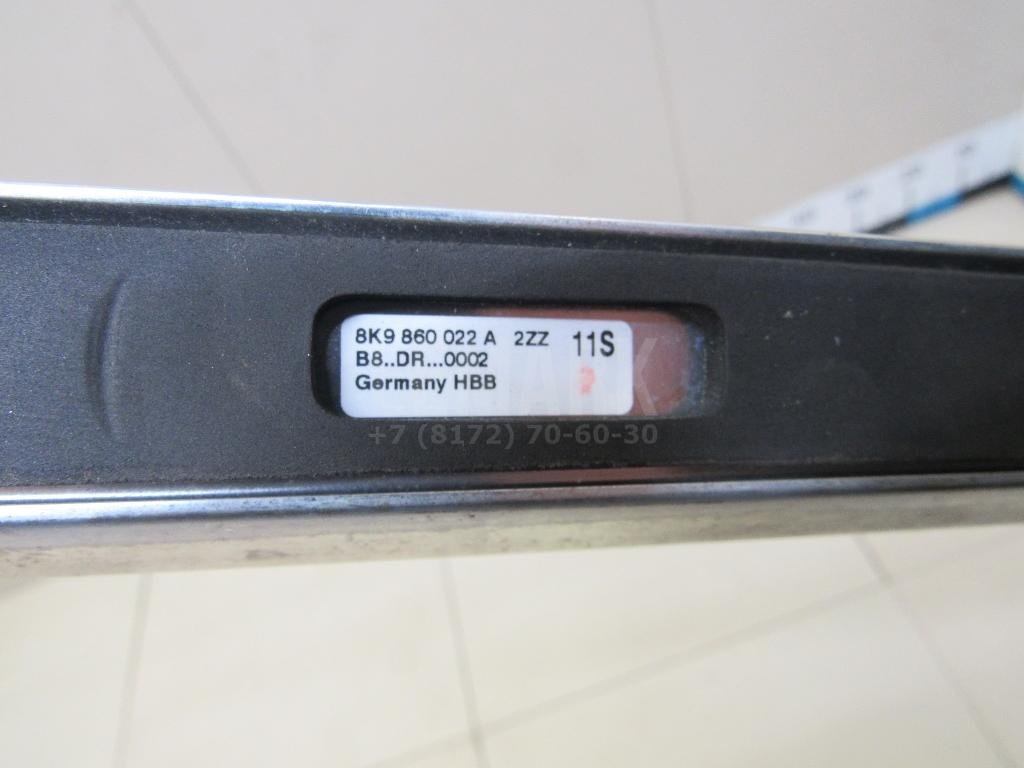 8K9 860 022 A 2ZZ 11S
B8..DR...0002
Germany HBB
+7 (8172) 70-60-30